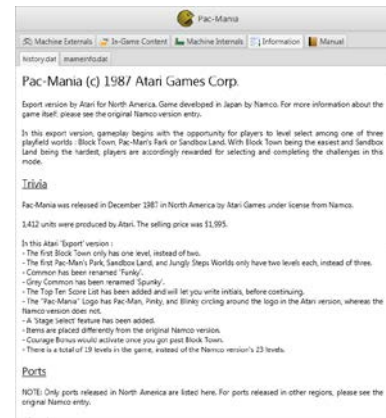 Pac-Mania
Machine Externals In-Game Content Machine Internals Information Manual
history.dat mameinfo.dat
Pac-Mania (c) 1987 Atari Games Corp.
Export version by Atari for North America. Game developed in Japan by Namco. For more information about the
game itself, please see the original Namco version entry.
In this export version, gameplay begins with the opportunity for players to level select among one of three
playfield worlds : Block Town, Pac-Man's Park or Sandbox Land. With Block Town being the easiest and Sandbox
Land being the hardest, players are accordingly rewarded for selecting and completing the challenges in this
mode.
Trivia
Pac-Mania was released in December 1987 in North America by Atari Games under license from Namco.
1,412 units were produced by Atari. The selling price was $1,995.
In this Atari 'Export' version :
- The first Block Town only has one level, instead of two.
- The first Pac-Man's Park, Sandbox Land, and Jungly Steps Worlds only have two levels each, instead of three.
- Common has been renamed 'Funky'.
- Grey Common has been renamed 'Spunky'.
- The Top Ten Score List has been added and will let you write initials, before continuing.
- The "Pac-Mania" Logo has Pac-Man, Pinky, and Blinky circling around the logo in the Atari version, whereas the
Namco version does not.
- A 'Stage Select' feature has been added.
- Items are placed differently from the original Namco version.
- Courage Bonus would activate once you got past Block Town.
- There is a total of 19 levels in the game, instead of the Namco version's 23 levels.
Ports
NOTE: Only ports released in North America are listed here. For ports released in other regions, please see the
original Namco entry.